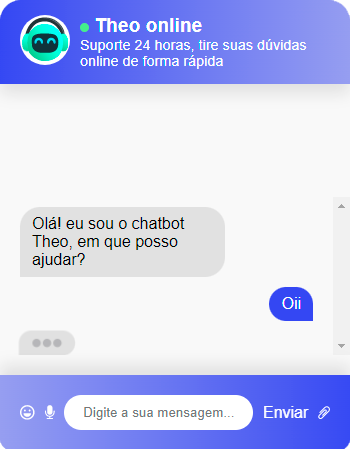 Theo online
Suporte 24 horas, tire suas dúvidas
online de forma rápida
Olá! eu sou o chatbot
Theo, em que posso
ajudar?
Oii
Digite a sua mensagem...
Enviar